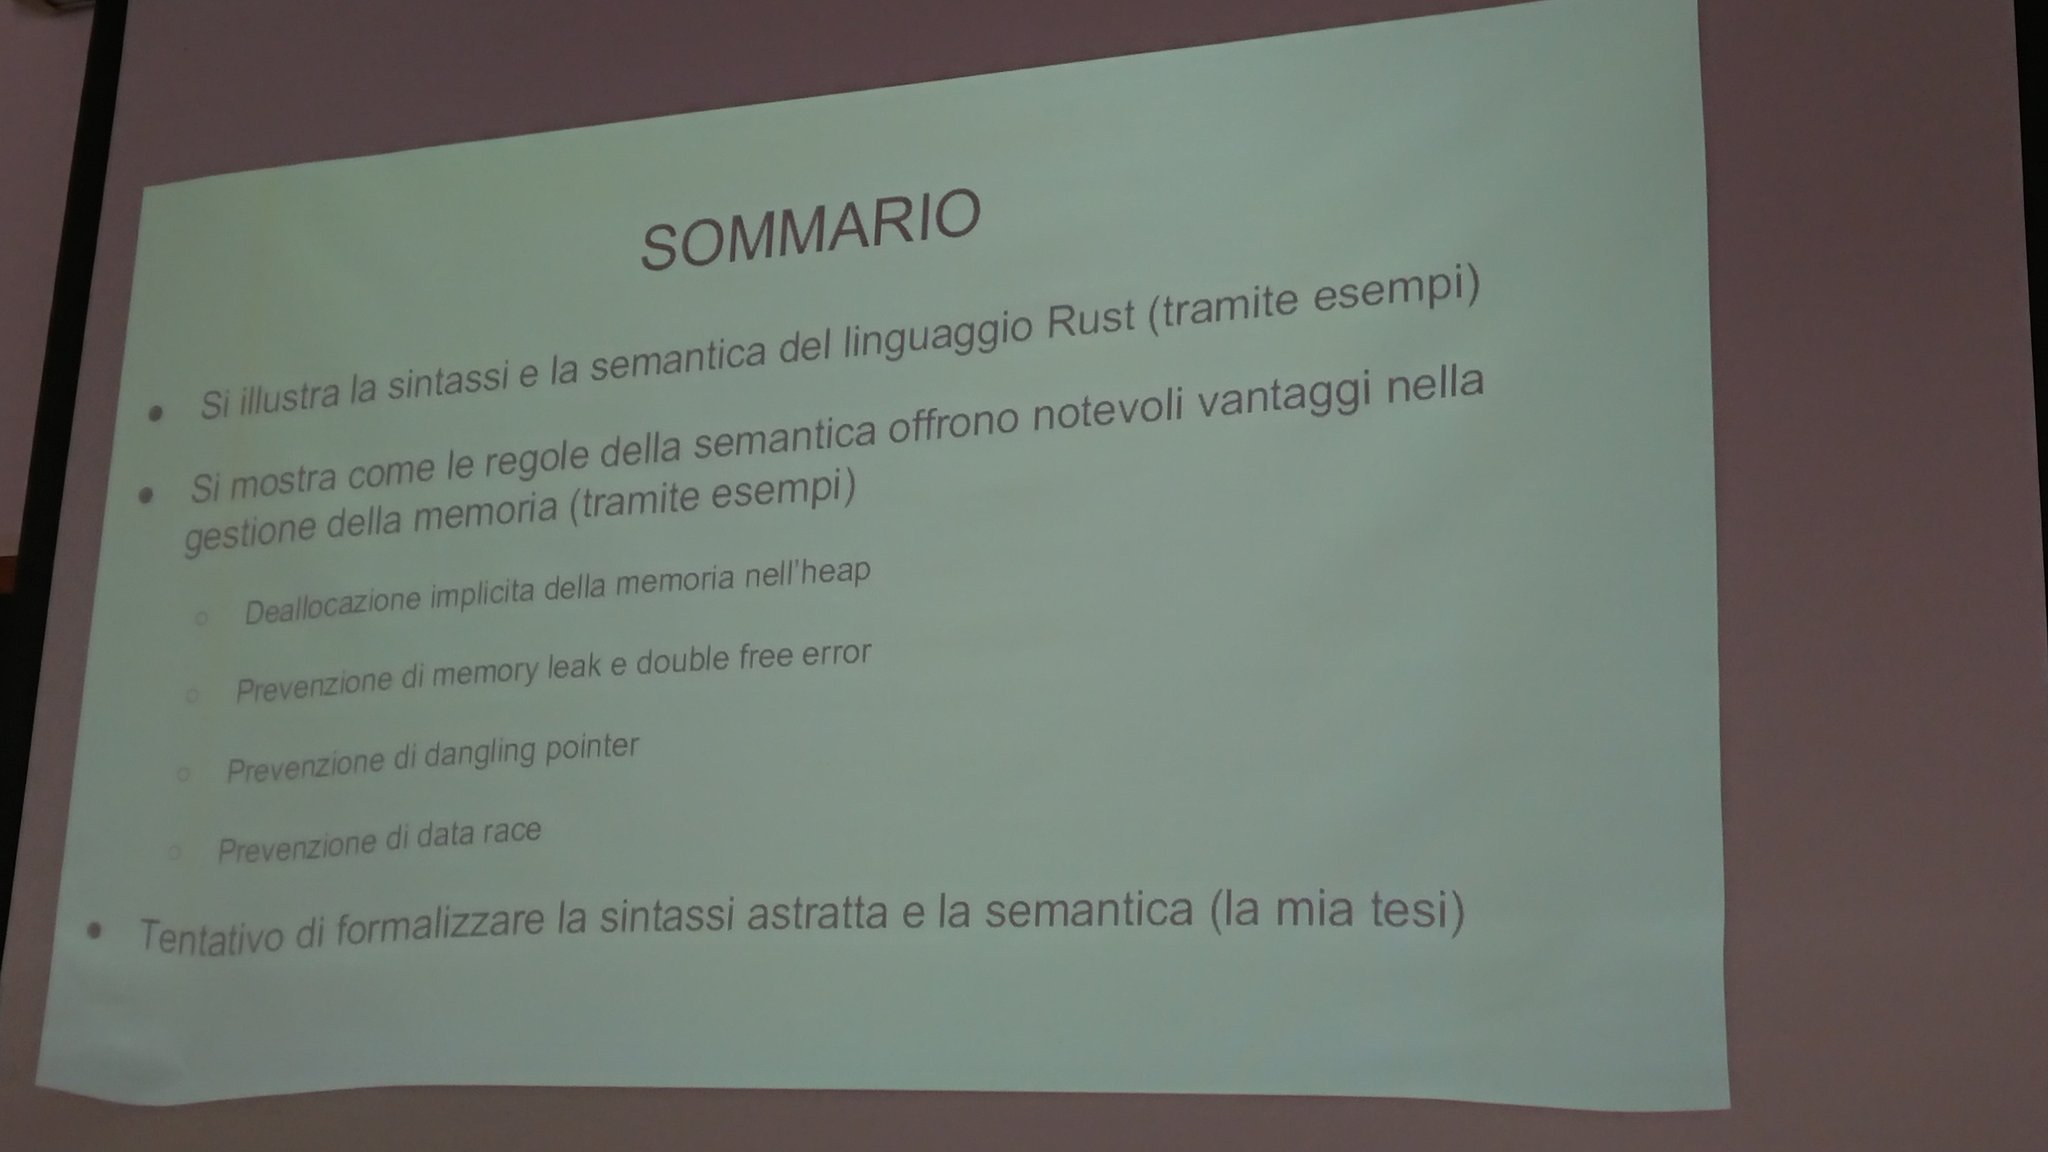 SOMMARIO
● Si illustra la sintassi e la semantica del linguaggio Rust (tramite esempi)
● Si mostra come le regole della semantica offrono notevoli vantaggi nella
gestione della memoria (tramite esempi)
○ Deallocazione implicita della memoria nell'heap
○ Prevenzione di memory leak e double free error
○ Prevenzione di dangling pointer
○ Prevenzione di data race
● Tentativo di formalizzare la sintassi astratta e la semantica (la mia tesi)